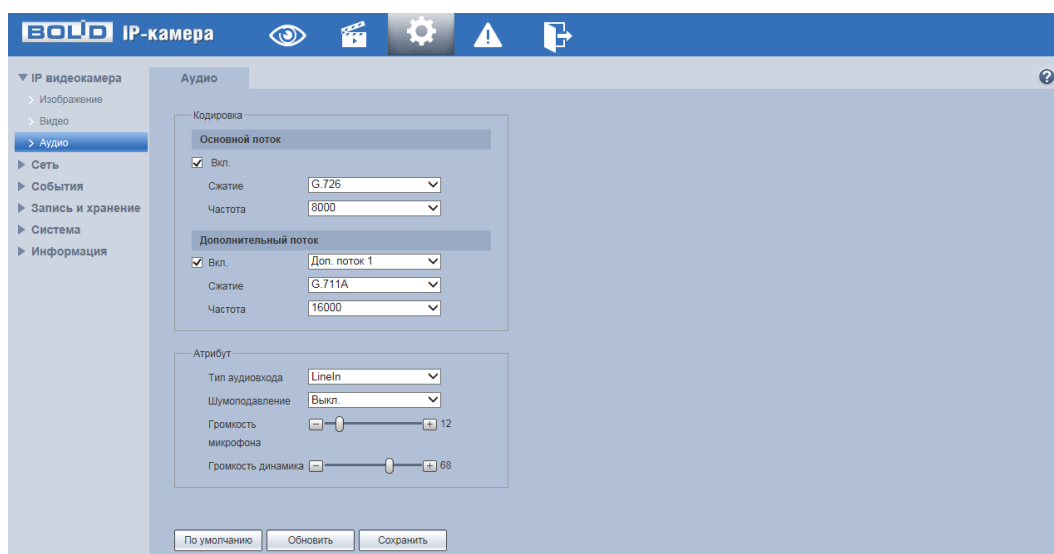 BOLID IP-камера
IP видеокамера
Изображение
Видео
Аудио
Сеть
События
Запись и хранение
Система
Информация
Аудио
?
Кодировка
Основной поток
Вкл.
Сжатие G.726
Частота 8000
Дополнительный поток
Вкл. Доп. поток 1
Сжатие G.711A
Частота 16000
Атрибут
Тип аудиовхода LineIn
Шумоподавление Выкл.
Громкость 12
микрофона
Громкость динамика 68
По умолчанию Обновить Сохранить